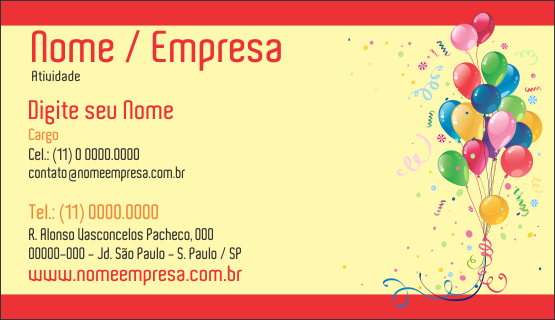 Nome / Empresa
Atividade
Digite seu Nome
Cargo
Cel.: (11) 0 0000.0000
contato@nomeempresa.com.br
Tel.: (11) 0000.0000
R. Alonso Vasconcelos Pacheco, 000
00000-000 - Jd. São Paulo - S. Paulo / SP
www.nomeempresa.com.br